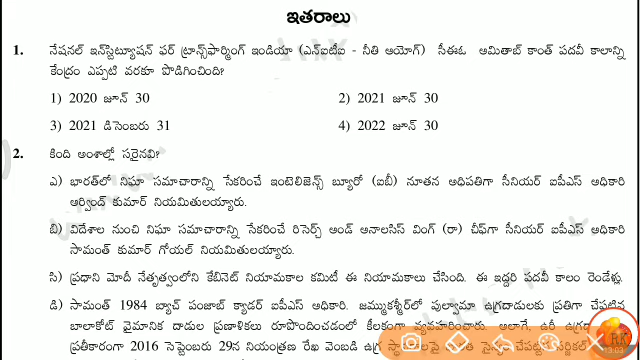 ఇతరాలు
1. నేషనల్ ఇన్‌స్టిట్యూషన్ ఫర్ ట్రాన్స్‌ఫార్మింగ్ ఇండియా (ఎన్ఐటీఐ - నీతి ఆయోగ్) సీఈఓ అమితాబ్ కాంత్ పదవీ కాలాన్ని
కేంద్రం ఎప్పటి వరకూ పొడిగించింది?
1) 2020 జూన్ 30 2) 2021 జూన్ 30
3) 2021 డిసెంబరు 31 4) 2022 జూన్ 30
2. కింది అంశాల్లో సరైనవి?
ఎ) భారత్‌లో నిఘా సమాచారాన్ని సేకరించే ఇంటెలిజెన్స్ బ్యూరో (ఐబీ) నూతన అధిపతిగా సీనియర్ ఐపీఎస్ అధికారి
ఆర్వింద్ కుమార్ నియమితులయ్యారు.
బి) విదేశాల నుంచి నిఘా సమాచారాన్ని సేకరించే రిసెర్చ్ అండ్ అనాలసిస్ వింగ్ (రా) చీఫ్‌గా సీనియర్ ఐపీఎస్ అధికారి
సామంత్ కుమార్ గోయల్ నియమితులయ్యారు.
సి) ప్రధాని మోదీ నేతృత్వంలోని కేబినెట్ నియామకాల కమిటీ ఈ నియామకాలు చేసింది. ఈ ఇద్దరి పదవీ కాలం రెండేళ్లు.
డి) సామంత్ 1984 బ్యాచ్ పంజాబ్ క్యాడర్ ఐపీఎస్ అధికారి. జమ్ముకశ్మీర్‌లో పుల్వామా ఉగ్రదాడులకు ప్రతిగా చేపట్టిన
బాలాకోట్ వైమానిక దాడుల ప్రణాళికలు రూపొందించడంలో కీలకంగా వ్యవహరించారు. అలాగే, ఉరీ
ప్రతీకారంగా 2016 సెప్టెంబరు 29న నియంత్రణ రేఖ వెంబడి ఉగ్ర